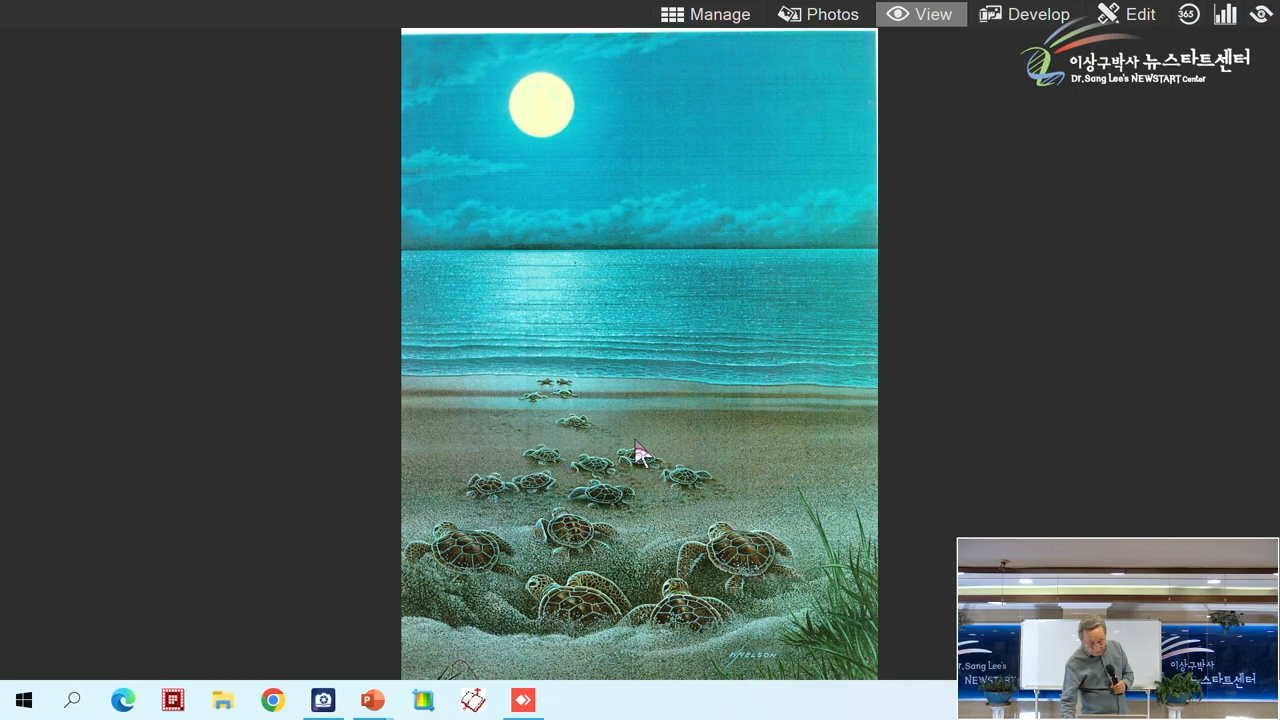 Manage Photos View Develop Edit 365
이상구박사 뉴스타트센터
Dr.Sang Lee's NEWSTART Center
NELSON
r.Sang Lee's
NEWSTART
이상구박사
뉴스타트센터